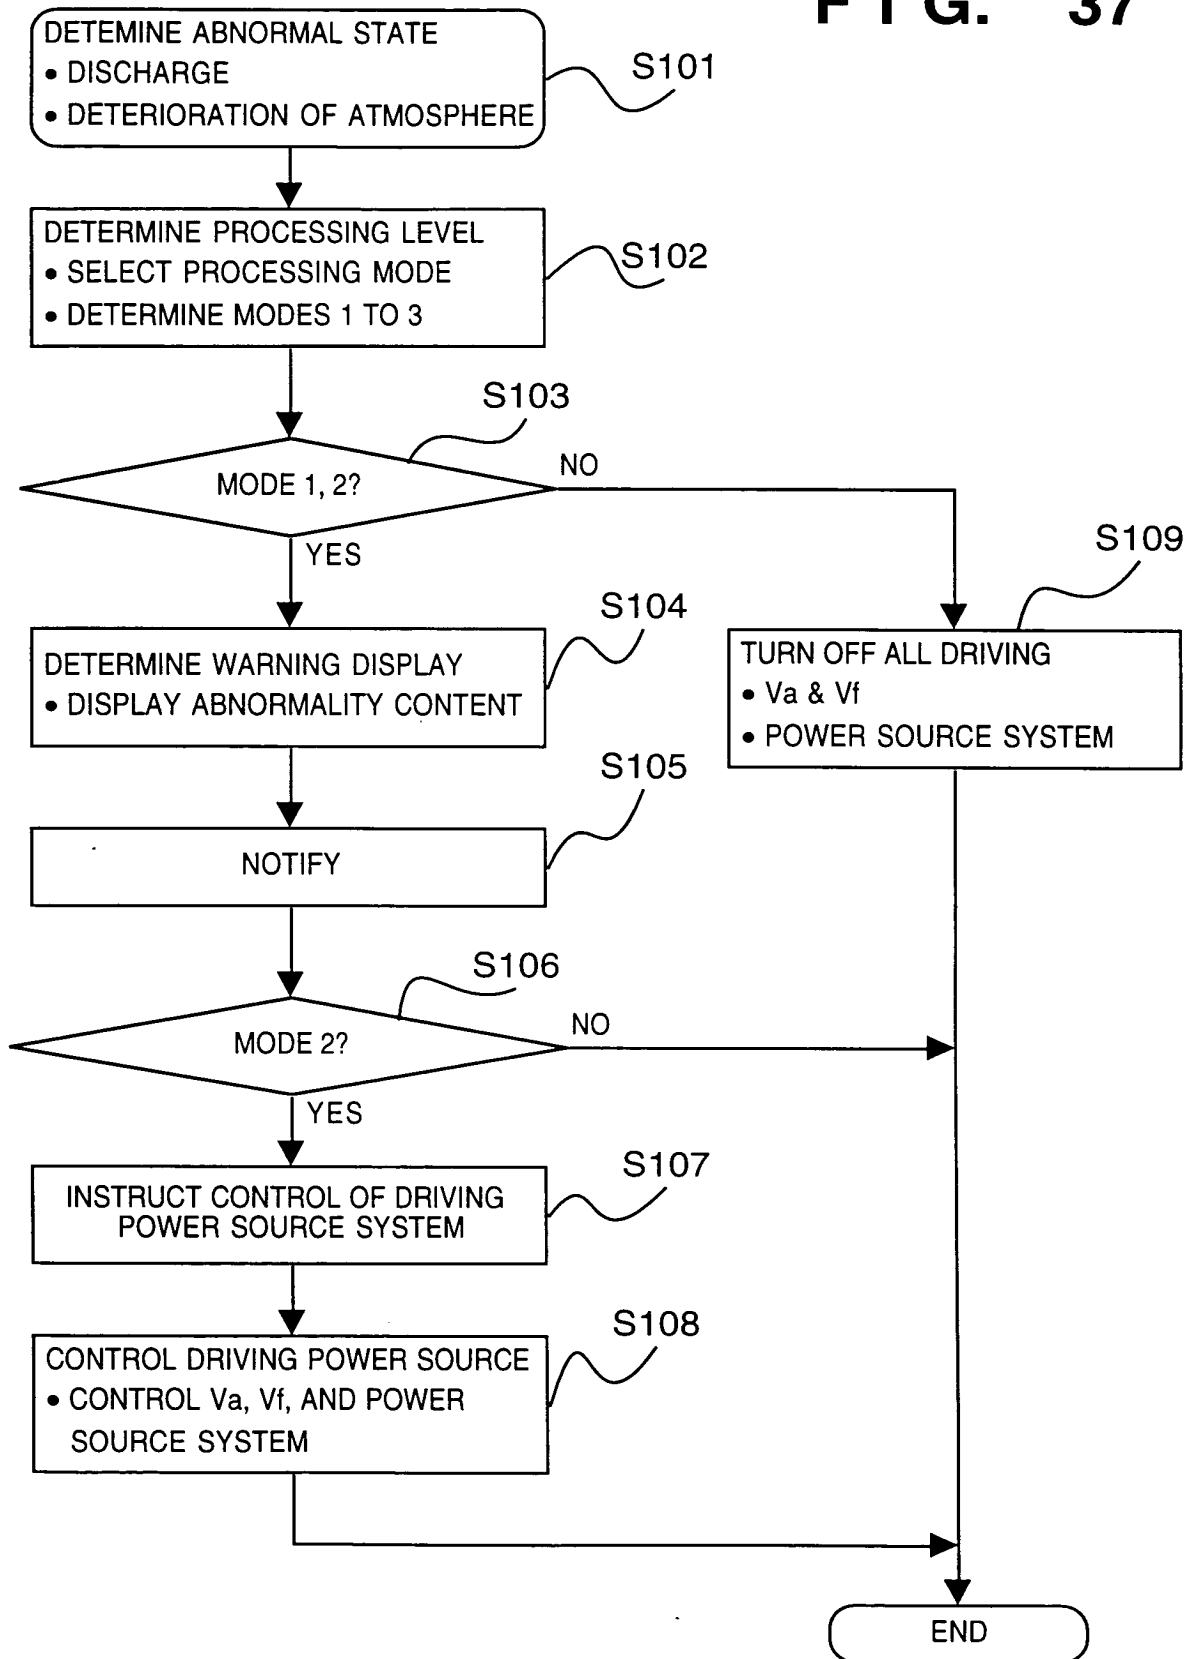 FIG. 37
DETEMINE ABNORMAL STATE
• DISCHARGE
• DETERIORATION OF ATMOSPHERE
S101
DETERMINE PROCESSING LEVEL
• SELECT PROCESSING MODE
• DETERMINE MODES 1 TO 3
S102
S103
MODE 1, 2?
NO
YES
S109
TURN OFF ALL DRIVING
• Va & Vf
• POWER SOURCE SYSTEM
S104
DETERMINE WARNING DISPLAY
• DISPLAY ABNORMALITY CONTENT
S105
NOTIFY
S106
MODE 2?
NO
YES
S107
INSTRUCT CONTROL OF DRIVING
POWER SOURCE SYSTEM
S108
CONTROL DRIVING POWER SOURCE
• CONTROL Va, Vf, AND POWER
SOURCE SYSTEM
END